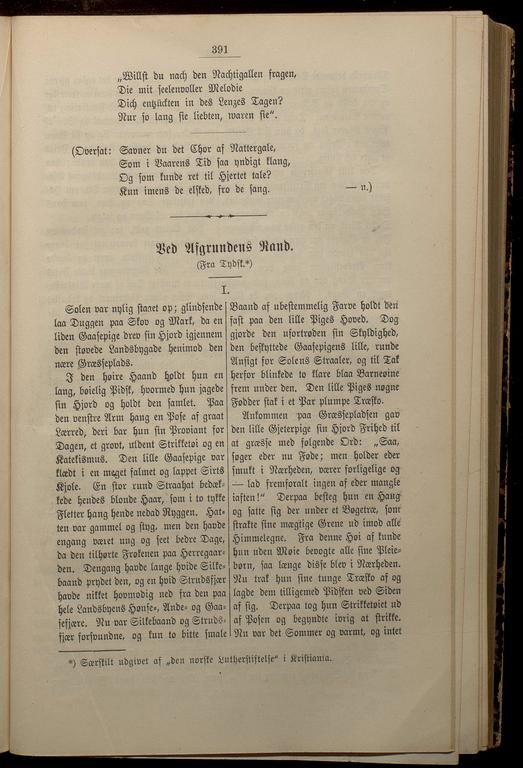 391
„Willst du nach den Nachtigallen fragen,
Die mit seelenvoller Melodie
Dich entzückten in des Lenzes Tagen?
Nur so lang sie liebten, waren sie“.
(Oversat: Savner du det Chor af Nattergale,
Som i Vaarens Tid saa yndigt klang,
Og som kunde ret til Hjertet tale?
Kun imens de elsked, fro de sang. — n.)
Ved Afgrundens Rand.
(Fra Tydsk.*)
I.
Solen var nylig staaet op; glindsende
laa Duggen paa Skov og Mark, da en
liden Gaasepige drev sin Hjord igjennem
den støvede Landsbygade henimod den
nære Græsseplads.
I den høire Haand holdt hun en
lang, bøielig Pidsk, hvormed hun jagede
sin Hjord og holdt den samlet. Paa
den venstre Arm hang en Pose af graat
Lærred, deri bar hun sin Proviant for
Dagen, et grovt, uldent Strikketøi og en
Katekismus. Den lille Gaasepige var
klædt i en meget falmet og lappet Sirts
Kjole. En stor rund Straahat bedæk-
kede hendes blonde Haar, som i to tykke
Fletter hang hende nedad Ryggen. Hat-
ten var gammel og styg, men den havde
engang været ung og seet bedre Dage,
da den tilhørte Frøkenen paa Herregaar-
den. Dengang havde lange hvide Silke-
baand prydet den, og en hvid Strudsfjær
havde nikket hovmodig ned fra den paa
hele Landsbyens Hønse-, Ande- og Gaa-
sefjære. Nu var Silkebaand og Struds-
fjær forsvundne, og kun to bitte smale
Baand af ubestemmelig Farve holdt den
fast paa den lille Piges Hoved. Dog
gjorde den ufortrøden sin Skyldighed,
den beskyttede Gaasepigens lille, runde
Ansigt for Solens Straaler, og til Tak
herfor blinkede to klare blaa Barneøine
frem under den. Den lille Piges nøgne
Fødder stak i et Par plumpe Træsko.
Ankommen paa Græssepladsen gav
den lille Gjeterpige sin Hjord Frihed til
at græsse med følgende Ord: „Saa,
søger eder nu Føde; men holder eder
smukt i Nærheden, værer forligelige og
— lad fremforalt ingen af eder mangle
iaften!“ Derpaa besteg hun en Haug
og satte sig der under et Bøgetræ, som
strakte sine mægtige Grene ud imod alle
Himmelegne. Fra denne Høi af kunde
hun uden Møie bevogte alle sine Pleie-
børn, saa længe disse blev i Nærheden.
Nu trak hun sine tunge Træsko af og
lagde dem tilligemed Pidsken ved Siden
af sig. Derpaa tog hun Strikketøiet ud
af Posen og begyndte ivrig at strikke.
Nu var det Sommer og varmt, og intet
*) Særskilt udgivet af „den norske Lutherstiftelse“ i Kristiania.